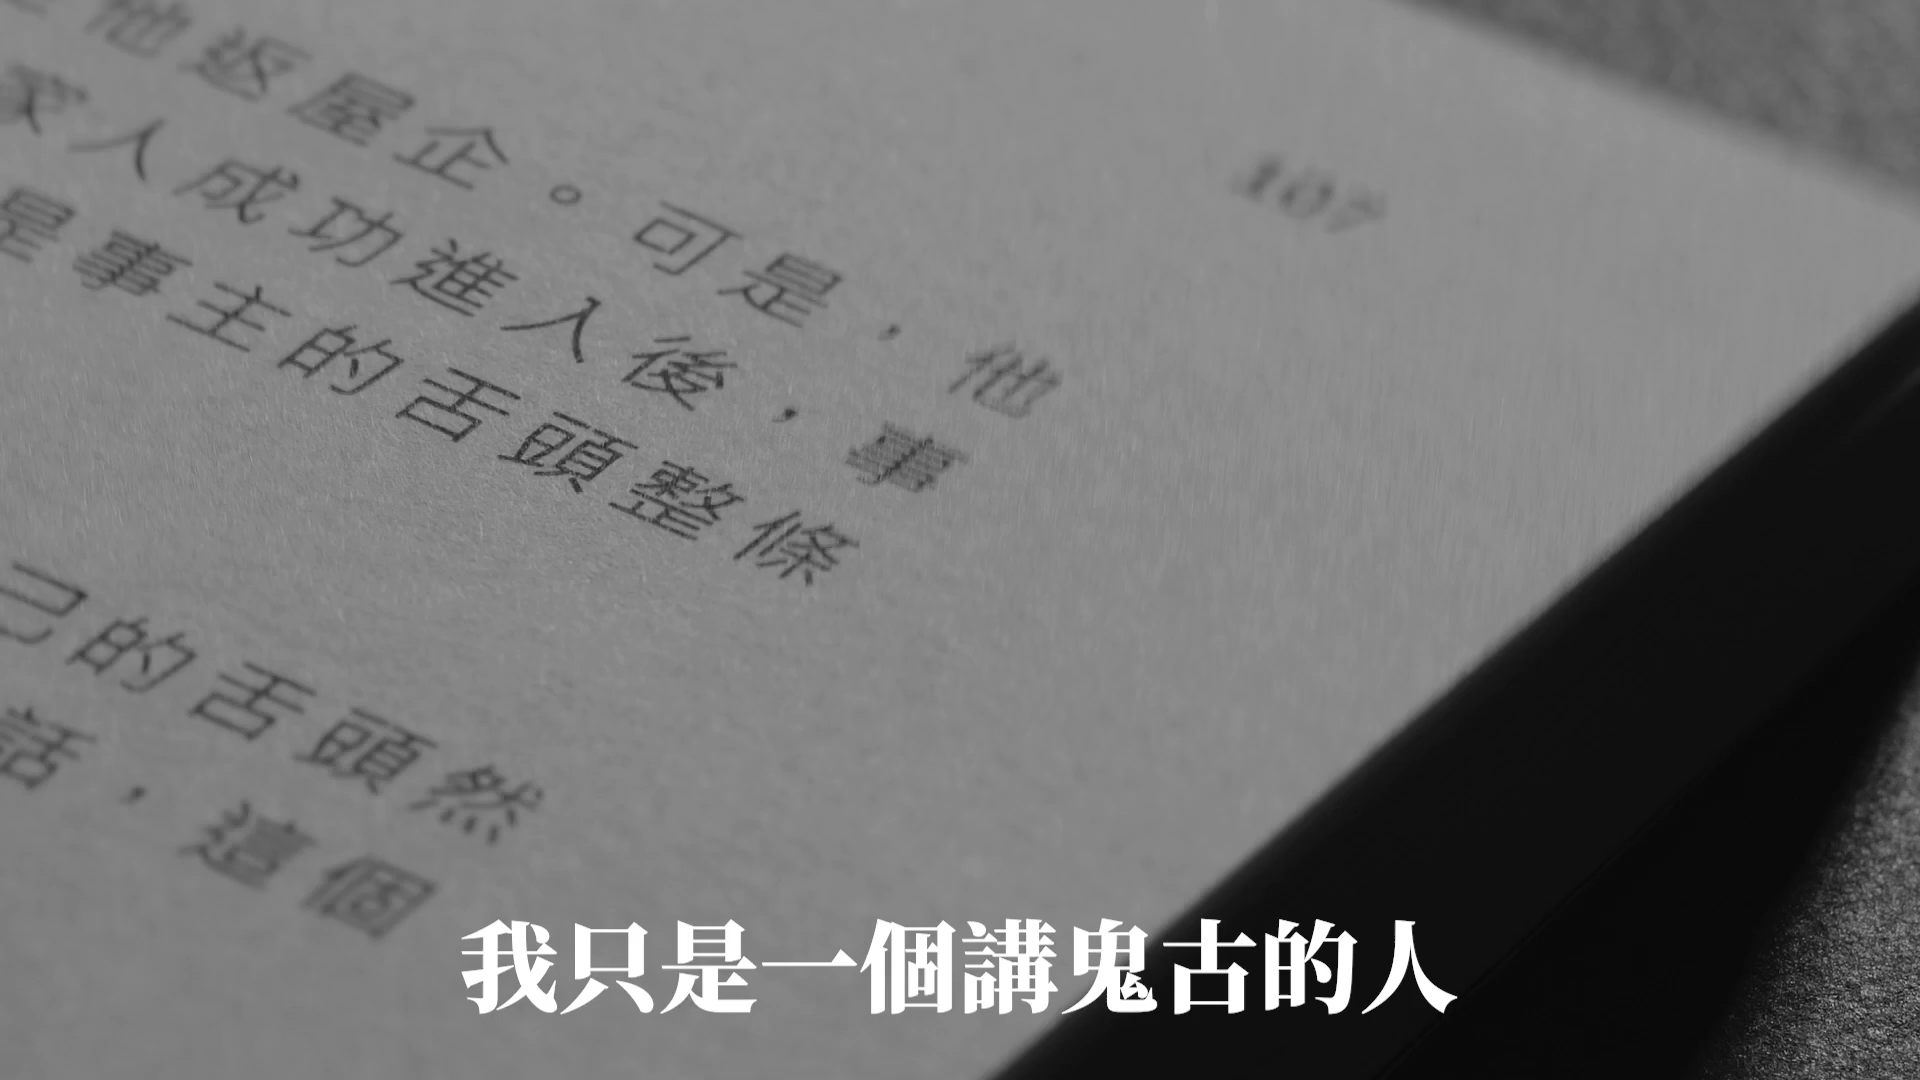 107
他返屋企。可是，他
家人成功進入後，事
是事主的舌頭整條
己的舌頭然
話，這個
我只是一個講鬼古的人